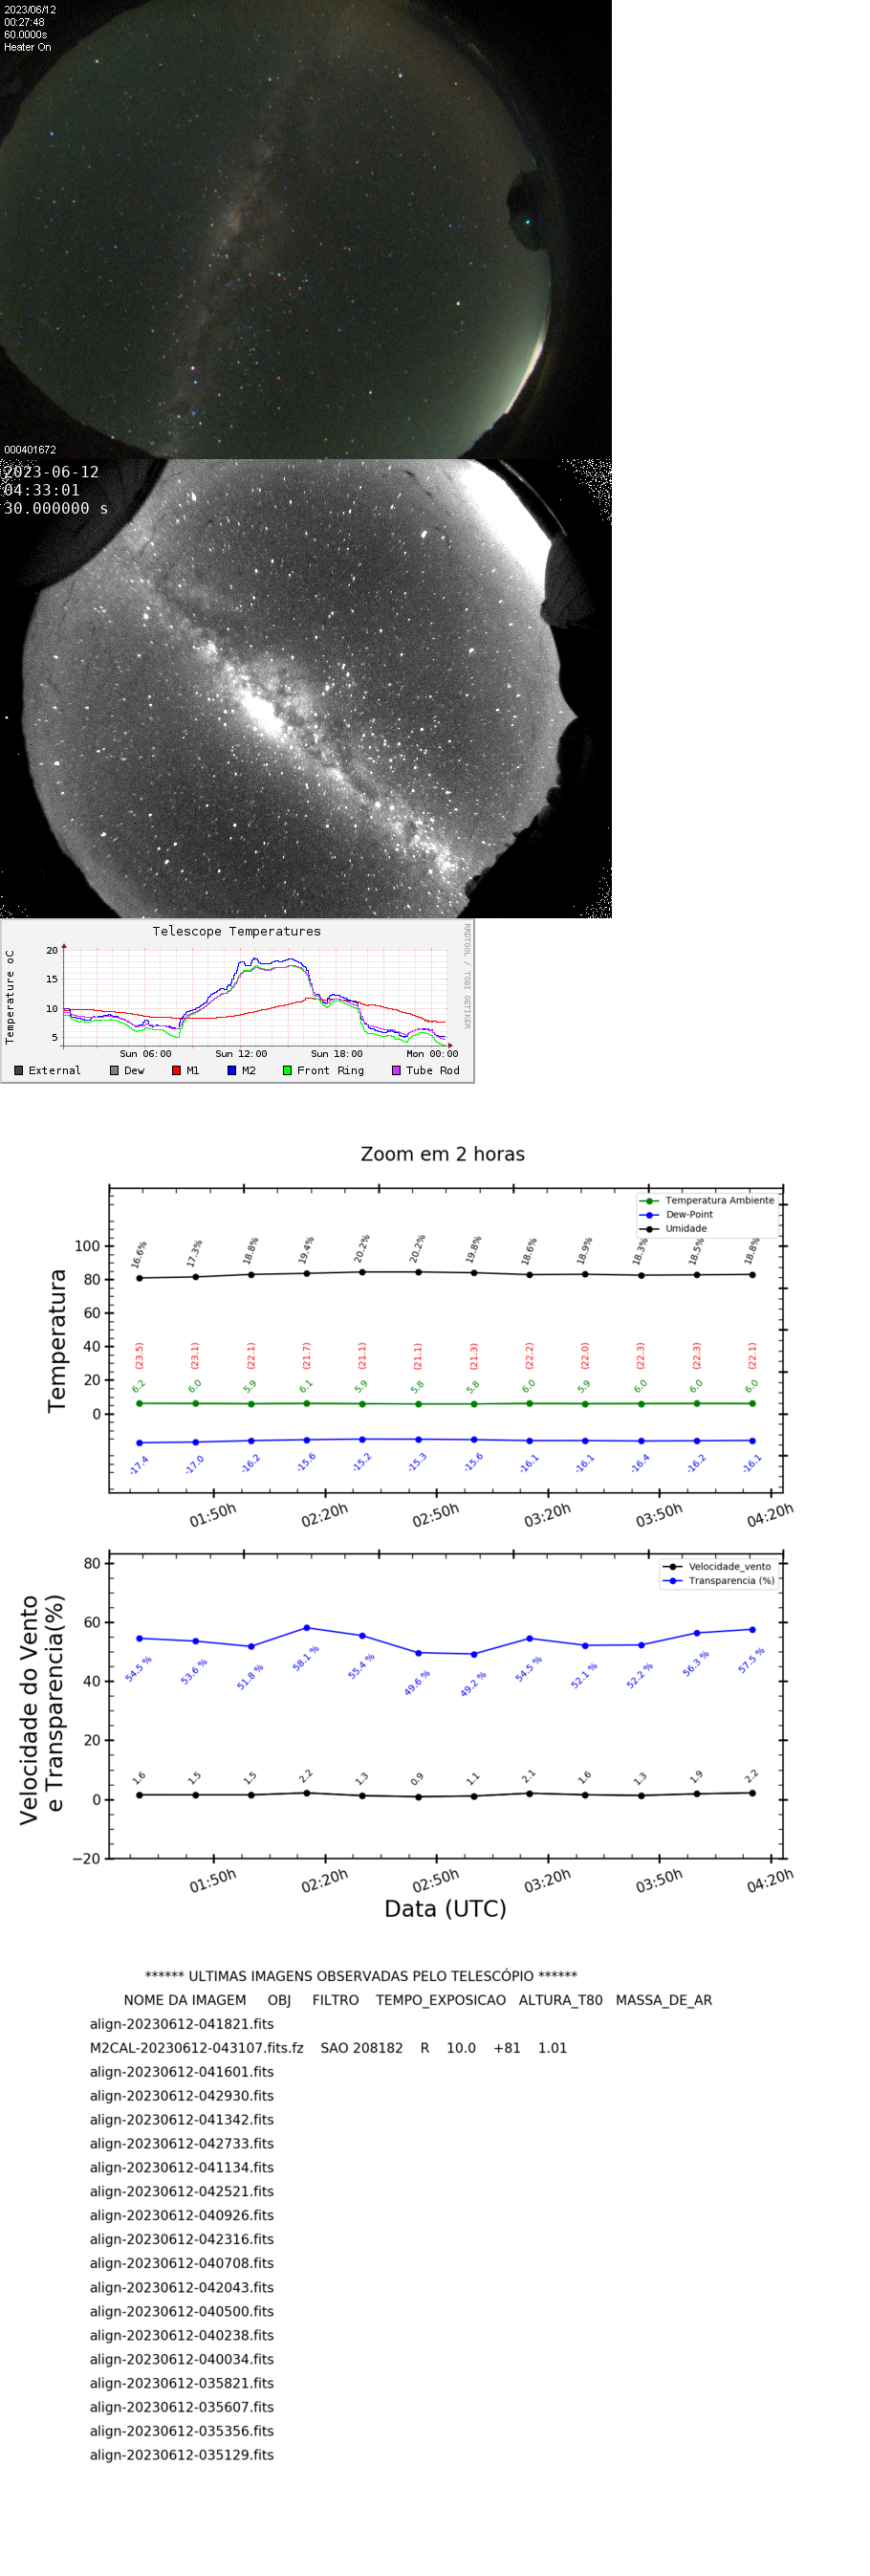 2023/06/12
00:27:48
60.0000s
Heater On
000401672
2023-06-12
04:33:01
30.000000 s
Telescope Temperatures
RRDTOOL / TOBI OETIKER
Temperature oC
20
15
10
5
Sun 06:00 Sun 12:00 Sun 18:00 Mon 00:00
External Dew M1 M2 Front Ring Tube Rod
Zoom em 2 horas
Temperatura Ambiente
Dew-Point
Umidade
Temperatura
100
80
60
40
20
0
16.6% 17.3% 18.8% 19.4% 20.2% 20.2% 19.8% 18.6% 18.9% 18.3% 18.5% 18.8%
(23.5) (23.1) (22.1) (21.7) (21.1) (21.1) (21.3) (22.2) (22.0) (22.3) (22.3) (22.1)
6.2 6.0 5.9 6.1 5.9 5.8 5.8 6.0 5.9 6.0 6.0 6.0
-17.4 -17.0 -16.2 -15.6 -15.2 -15.3 -15.6 -16.1 -16.1 -16.4 -16.2 -16.1
01:50h 02:20h 02:50h 03:20h 03:50h 04:20h
Velocidade_vento
Transparencia (%)
Velocidade do Vento
e Transparencia(%)
80
60
40
20
0
−20
54.5 % 53.6 % 51.8 % 58.1 % 55.4 % 49.6 % 49.2 % 54.5 % 52.1 % 52.2 % 56.3 % 57.5 %
1.6 1.5 1.5 2.2 1.3 0.9 1.1 2.1 1.6 1.3 1.9 2.2
01:50h 02:20h 02:50h 03:20h 03:50h 04:20h
Data (UTC)
****** ULTIMAS IMAGENS OBSERVADAS PELO TELESCÓPIO ******
NOME DA IMAGEM OBJ FILTRO TEMPO_EXPOSICAO ALTURA_T80 MASSA_DE_AR
align-20230612-041821.fits
M2CAL-20230612-043107.fits.fz SAO 208182 R 10.0 +81 1.01
align-20230612-041601.fits
align-20230612-042930.fits
align-20230612-041342.fits
align-20230612-042733.fits
align-20230612-041134.fits
align-20230612-042521.fits
align-20230612-040926.fits
align-20230612-042316.fits
align-20230612-040708.fits
align-20230612-042043.fits
align-20230612-040500.fits
align-20230612-040238.fits
align-20230612-040034.fits
align-20230612-035821.fits
align-20230612-035607.fits
align-20230612-035356.fits
align-20230612-035129.fits